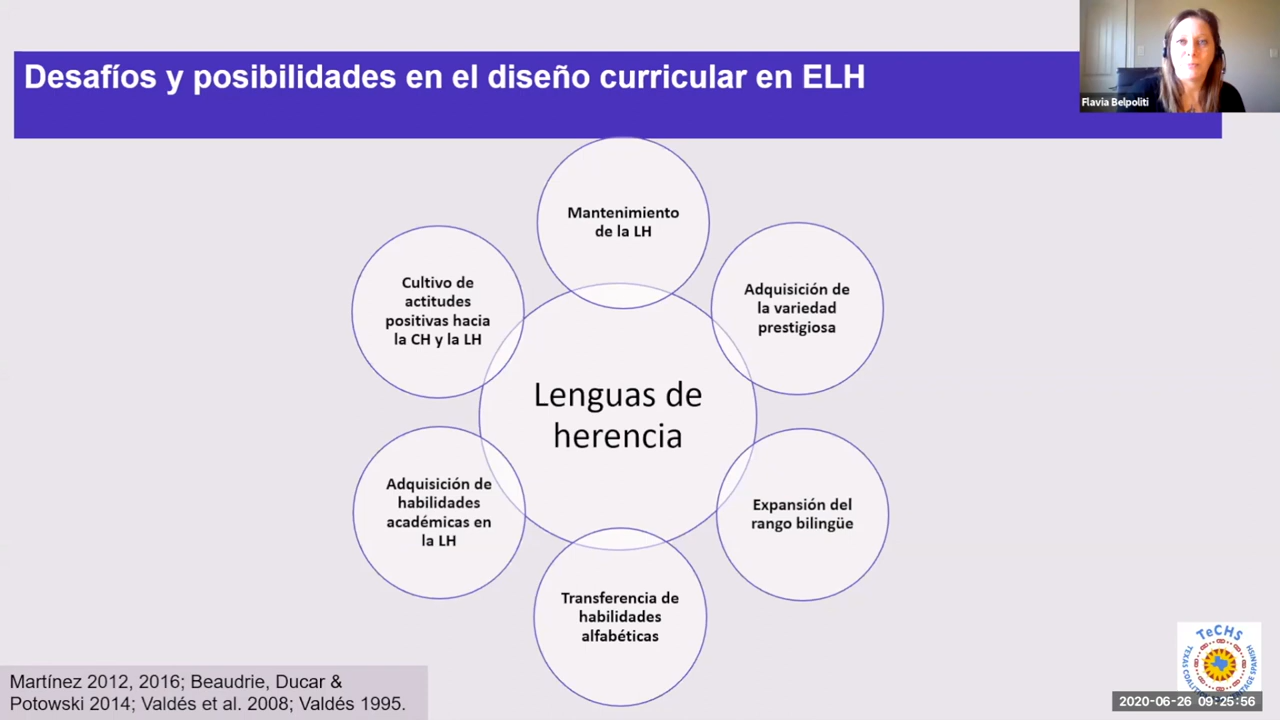 Desafíos y posibilidades en el diseño curricular en ELH
Flavia Belpoliti
Mantenimiento
de la LH
Adquisición de
la variedad
prestigiosa
Expansión del
rango bilingüe
Transferencia de
habilidades
alfabéticas
Adquisición de
habilidades
académicas en
la LH
Cultivo de
actitudes
positivas hacia
la CH y la LH
Lenguas de
herencia
Martínez 2012, 2016; Beaudrie, Ducar &
Potowski 2014; Valdés et al. 2008; Valdés 1995.
TeCHS
2020-06-26 09:25:56